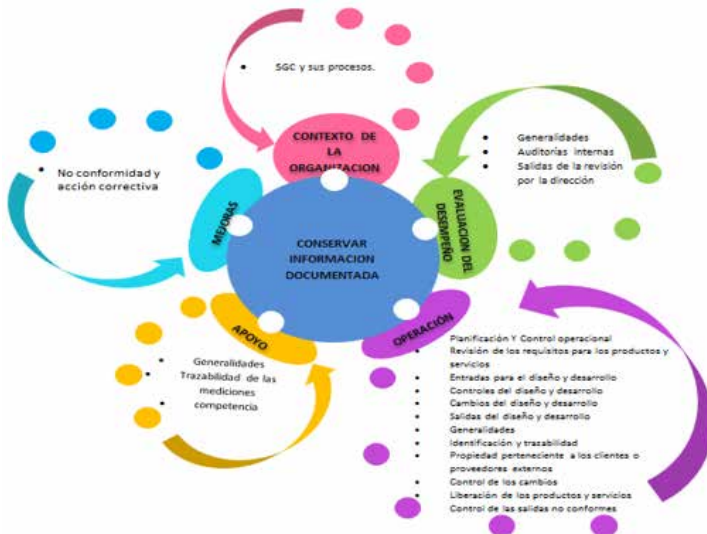 • SGC y sus procesos.
CONTEXTO DE
LA
ORGANIZACION
• Generalidades
• Auditorías internas
• Salidas de la revisión
por la dirección
EVALUACION DEL
DESEMPEÑO
• No conformidad y
acción correctiva
MEJORAS
CONSERVAR
INFORMACION
DOCUMENTADA
APOYO
• Generalidades
• Trazabilidad de las
mediciones
• competencia
OPERACIÓN
• Planificación Y Control operacional
• Revisión de los requisitos para los productos y
servicios
• Entradas para el diseño y desarrollo
• Controles del diseño y desarrollo
• Cambios del diseño y desarrollo
• Salidas del diseño y desarrollo
• Generalidades
• Identificación y trazabilidad
• Propiedad perteneciente a los clientes o
proveedores externos
• Control de los cambios
• Liberación de los productos y servicios
• Control de las salidas no conformes